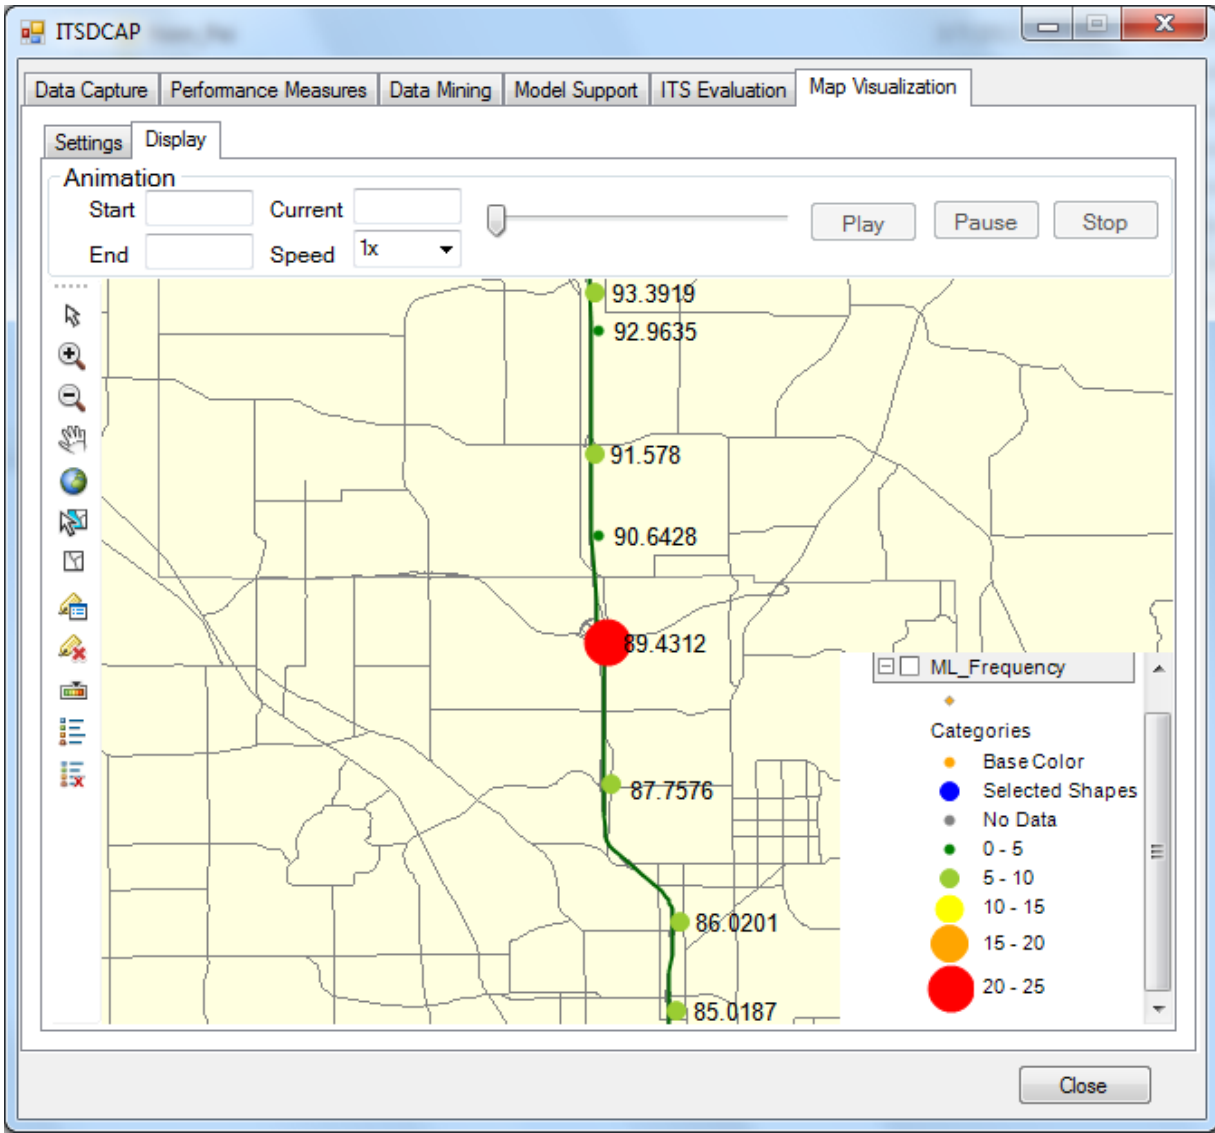 ITSDCAP
Data Capture Performance Measures Data Mining Model Support ITS Evaluation Map Visualization
Settings Display
Animation
Start Current Play Pause Stop
End Speed 1x
93.3919
92.9635
91.578
90.6428
89.4312
87.7576
86.0201
85.0187
ML_Frequency
Categories
Base Color
Selected Shapes
No Data
0 - 5
5 - 10
10 - 15
15 - 20
20 - 25
Close